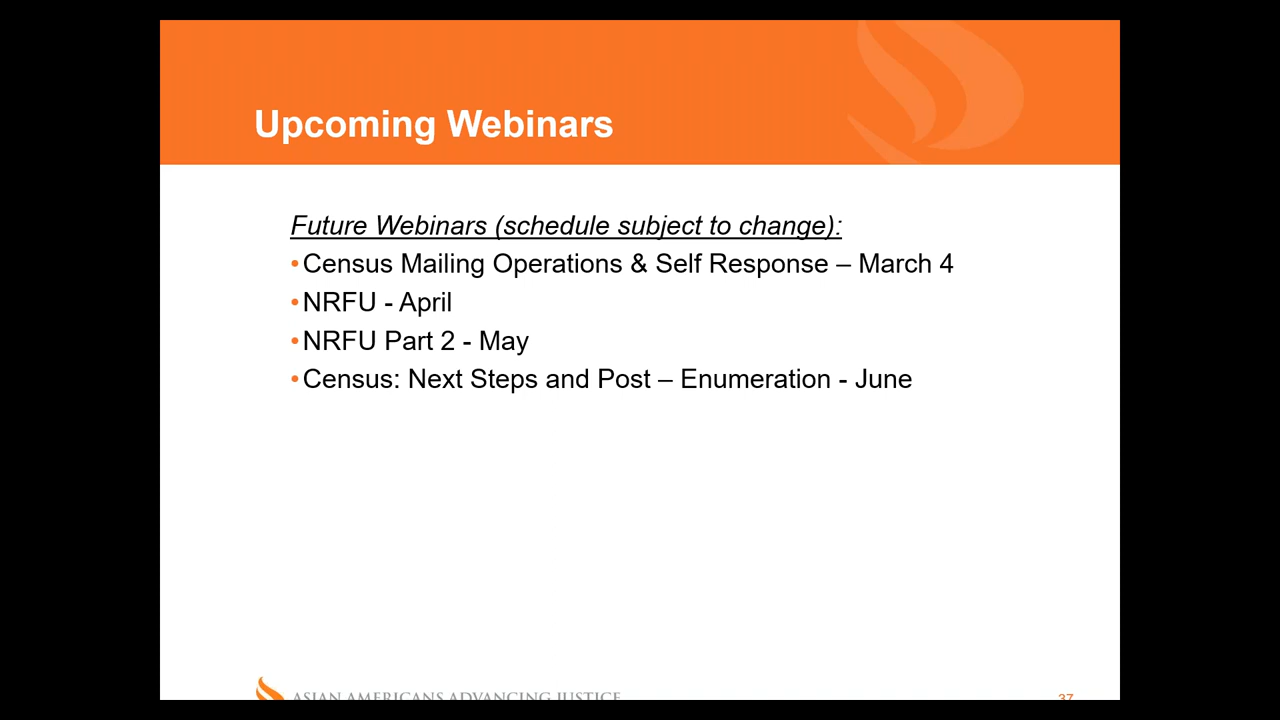 Upcoming Webinars
Future Webinars (schedule subject to change):
•Census Mailing Operations & Self Response – March 4
•NRFU - April
•NRFU Part 2 - May
•Census: Next Steps and Post – Enumeration - June
ASIAN AMERICANS ADVANCING JUSTICE
37